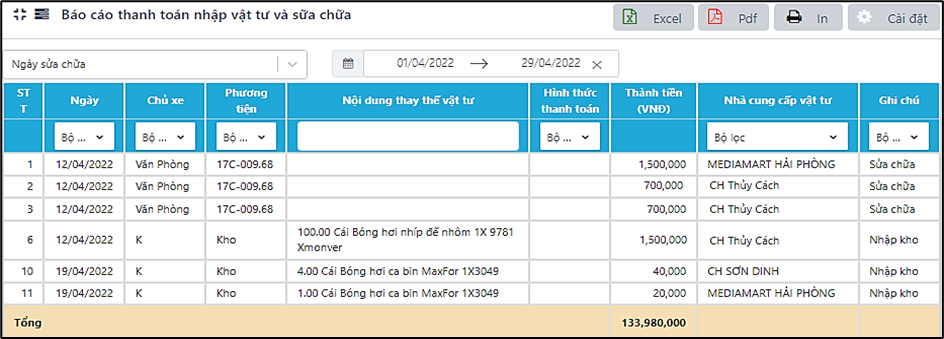 Báo cáo thanh toán nhập vật tư và sữa chữa
Excel Pdf In Cài đặt
Ngày sửa chữa 01/04/2022 → 29/04/2022 ×
ST
T Ngày Chủ xe Phương
tiện Nội dung thay thế vật tư Hình thức
thanh toán Thành tiền
(VNĐ) Nhà cung cấp vật tư Ghi chú
Bộ ... Bộ ... Bộ ... Bộ ... Bộ lọc Bộ ...
1 12/04/2022 Văn Phòng 17C-009.68 1,500,000 MEDIAMART HẢI PHÒNG Sửa chữa
2 12/04/2022 Văn Phòng 17C-009.68 700,000 CH Thủy Cách Sửa chữa
3 12/04/2022 Văn Phòng 17C-009.68 700,000 CH Thủy Cách Sửa chữa
6 12/04/2022 K Kho 100.00 Cái Bóng hơi nhíp đế nhôm 1X 9781
Xmonver 1,500,000 CH Thủy Cách Nhập kho
10 19/04/2022 K Kho 4.00 Cái Bóng hơi ca bin MaxFor 1X3049 40,000 CH SƠN DINH Nhập kho
11 19/04/2022 K Kho 1.00 Cái Bóng hơi ca bin MaxFor 1X3049 20,000 MEDIAMART HẢI PHÒNG Nhập kho
Tổng 133,980,000